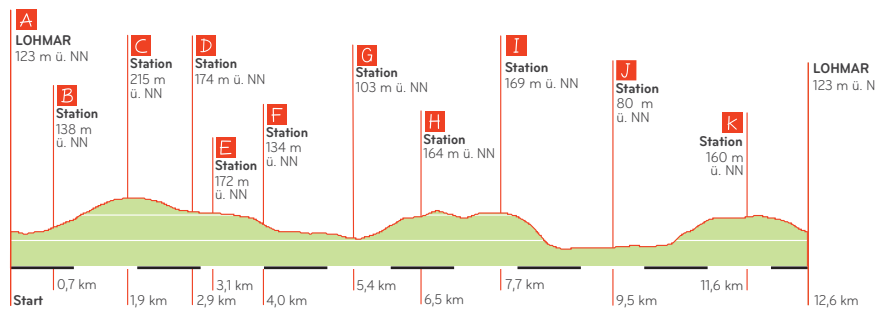 A
LOHMAR
123 m ü. NN
B
Station
138 m
ü. NN
C
Station
215 m
ü. NN
D
Station
174 m ü. NN
E
Station
172 m
ü. NN
F
Station
134 m
ü. NN
G
Station
103 m ü. NN
H
Station
164 m ü. NN
I
Station
169 m ü. NN
J
Station
80 m
ü. NN
K
Station
160 m
ü. NN
LOHMAR
123 m ü. N
Start
0,7 km
1,9 km
2,9 km
3,1 km
4,0 km
5,4 km
6,5 km
7,7 km
9,5 km
11,6 km
12,6 km